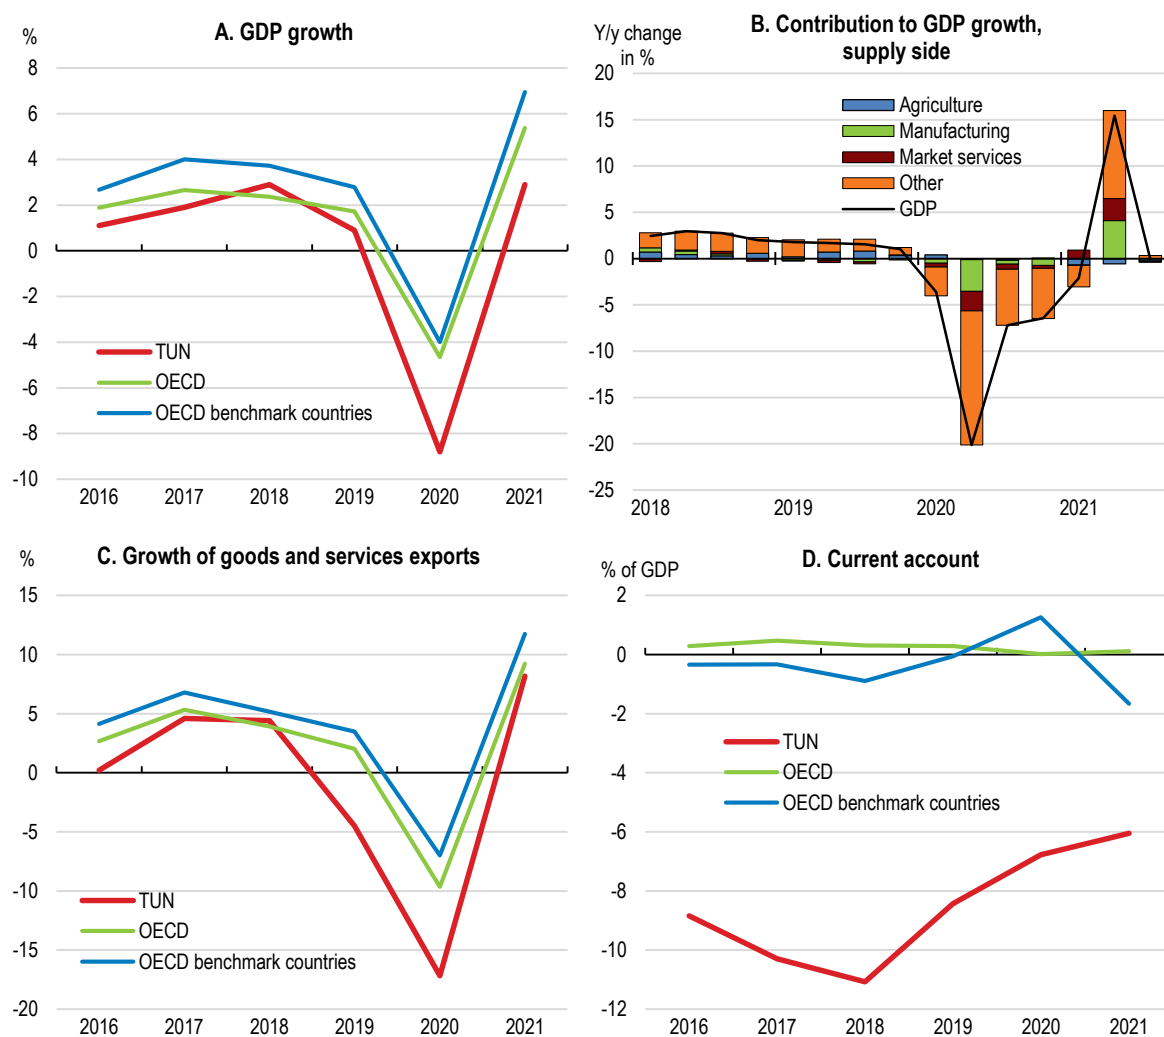 A. GDP growth
%
8
6
4
2
0
-2
-4
-6
-8
-10
TUN
OECD
OECD benchmark countries
2016 2017 2018 2019 2020 2021
B. Contribution to GDP growth,
supply side
Y/y change
in %
20
15
10
5
0
-5
-10
-15
-20
-25
Agriculture
Manufacturing
Market services
Other
GDP
2018 2019 2020 2021
C. Growth of goods and services exports
%
15
10
5
0
-5
-10
-15
-20
TUN
OECD
OECD benchmark countries
2016 2017 2018 2019 2020 2021
D. Current account
% of GDP
2
0
-2
-4
-6
-8
-10
-12
TUN
OECD
OECD benchmark countries
2016 2017 2018 2019 2020 2021